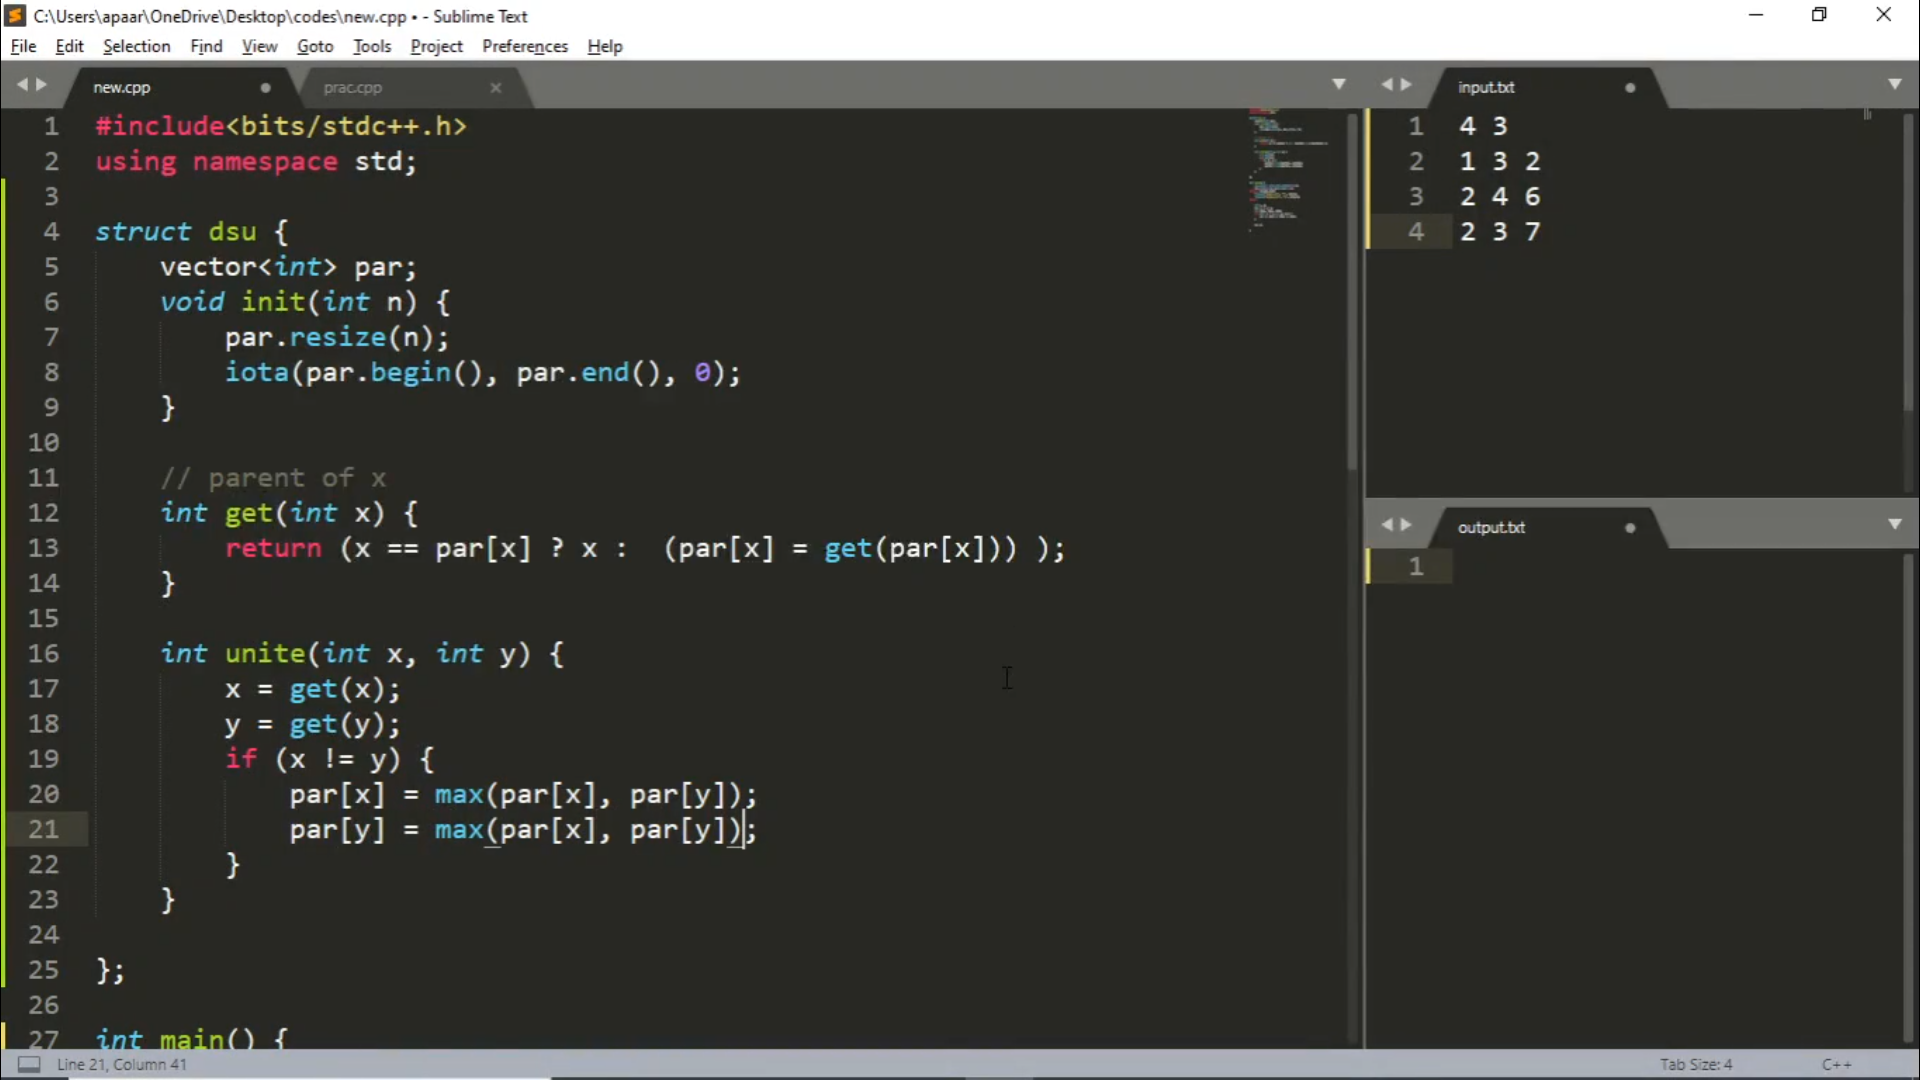 C:\Users\apaar\OneDrive\Desktop\codes\new.cpp • - Sublime Text
File Edit Selection Find View Goto Tools Project Preferences Help
new.cpp
prac.cpp
1 #include<bits/stdc++.h>
2 using namespace std;
3
4 struct dsu {
5 vector<int> par;
6 void init(int n) {
7 par.resize(n);
8 iota(par.begin(), par.end(), 0);
9 }
10
11 // parent of x
12 int get(int x) {
13 return (x == par[x] ? x :  (par[x] = get(par[x])) );
14 }
15
16 int unite(int x, int y) {
17 x = get(x);
18 y = get(y);
19 if (x != y) {
20 par[x] = max(par[x], par[y]);
21 par[y] = max(par[x], par[y]);
22 }
23 }
24
25 };
26
27 int main() {
input.txt
1 4 3
2 1 3 2
3 2 4 6
4 2 3 7
output.txt
1
Line 21, Column 41
Tab Size: 4
C++